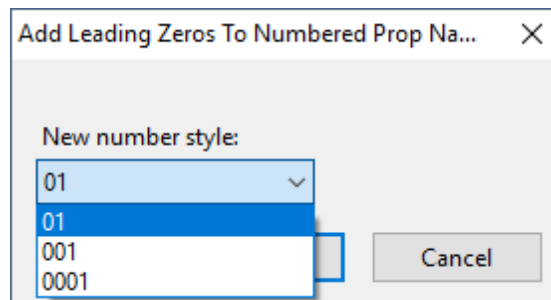 Add Leading Zeros To Numbered Prop Na...
New number style:
01
01
001
0001
Cancel